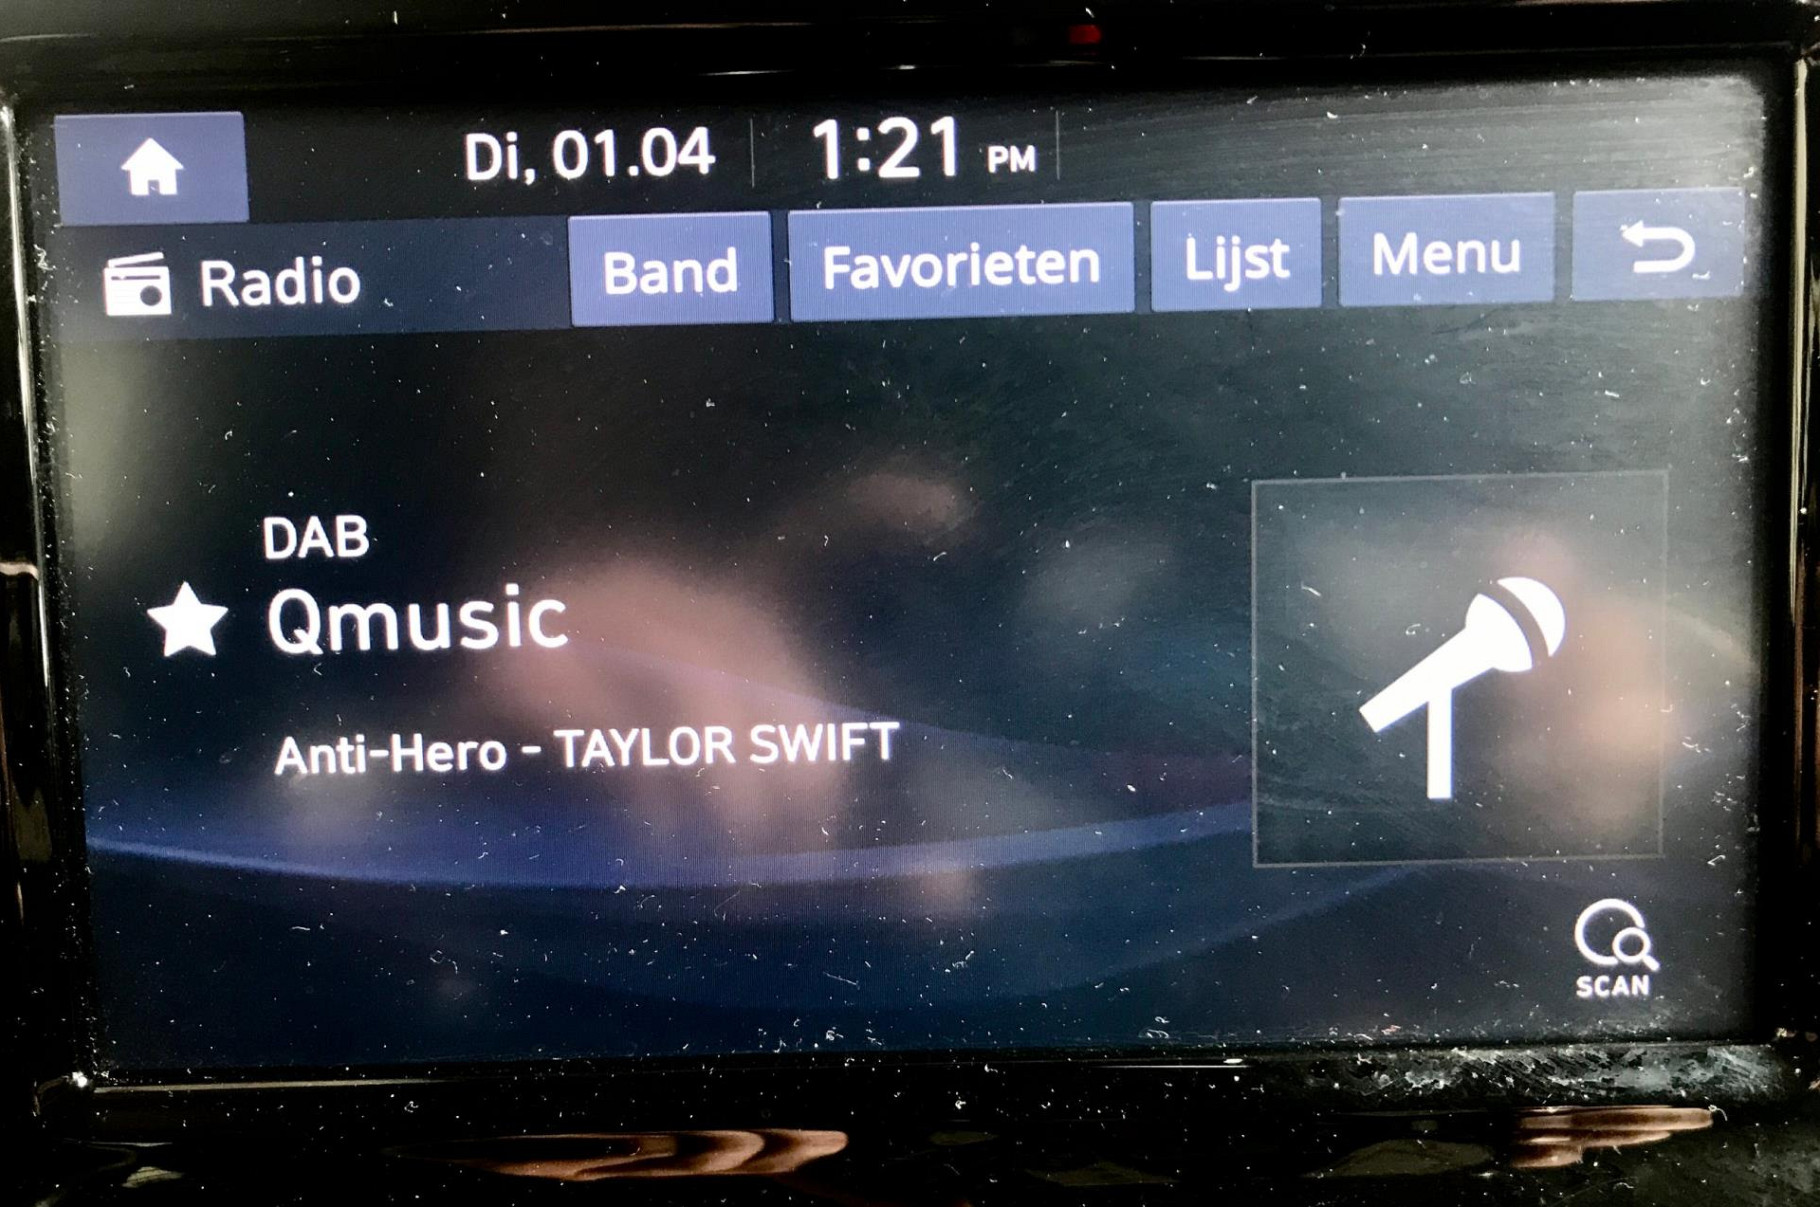 Di, 01.04 1:21 PM
Radio Band Favorieten Lijst Menu
DAB
Qmusic
Anti-Hero - TAYLOR SWIFT
SCAN